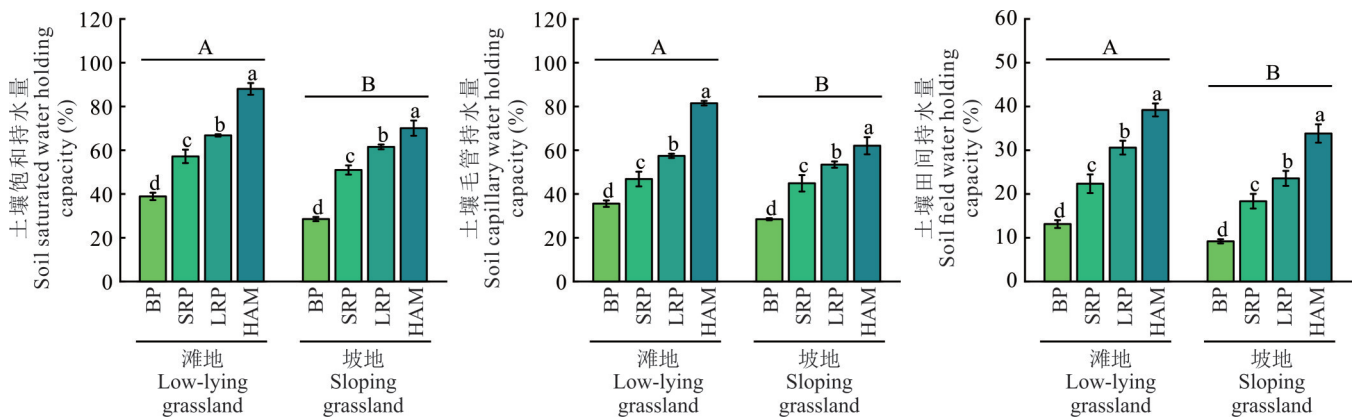 土壤饱和持水量
Soil saturated water holding
capacity (%)
120
100
80
60
40
20
0
A
B
d
c
b
a
d
c
b
a
BP
SRP
LRP
HAM
BP
SRP
LRP
HAM
滩地
Low-lying
grassland
坡地
Sloping
grassland
土壤毛管持水量
Soil capillary water holding
capacity (%)
120
100
80
60
40
20
0
A
B
d
c
b
a
d
c
b
a
BP
SRP
LRP
HAM
BP
SRP
LRP
HAM
滩地
Low-lying
grassland
坡地
Sloping
grassland
土壤田间持水量
Soil field water holding
capacity (%)
60
50
40
30
20
10
0
A
B
d
c
b
a
d
c
b
a
BP
SRP
LRP
HAM
BP
SRP
LRP
HAM
滩地
Low-lying
grassland
坡地
Sloping
grassland